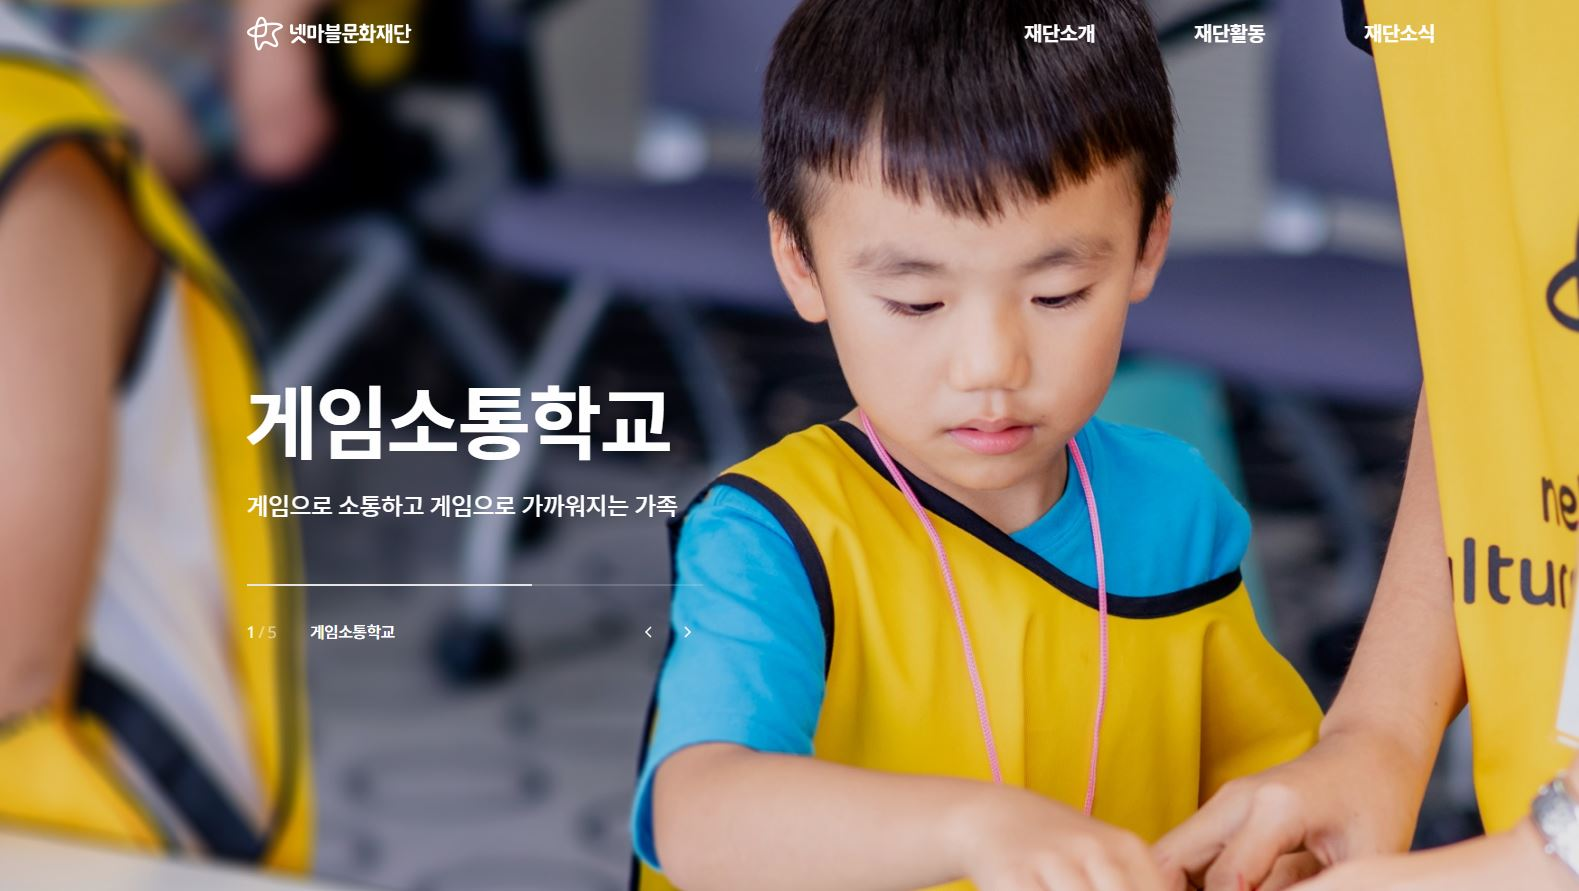 넷마블문화재단
재단소개
재단활동
재단소식
게임소통학교
게임으로 소통하고 게임으로 가까워지는 가족
1 / 5
게임소통학교